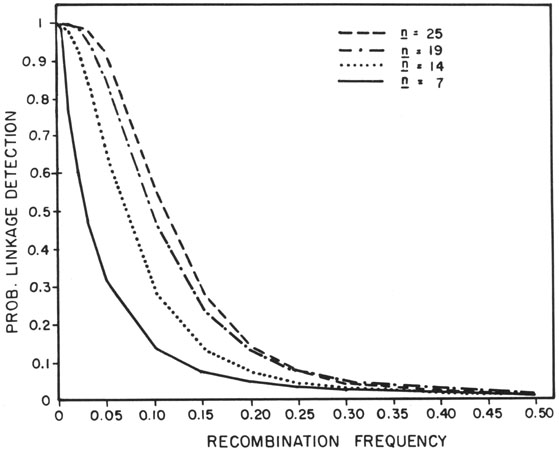 PROB. LINKAGE DETECTION
1
0.9
0.8
0.7
0.6
0.5
0.4
0.3
0.2
0.1
0
n = 25
n = 19
n = 14
n = 7
0 0.05 0.10 0.15 0.20 0.25 0.30 0.35 0.40 0.45 0.50
RECOMBINATION FREQUENCY